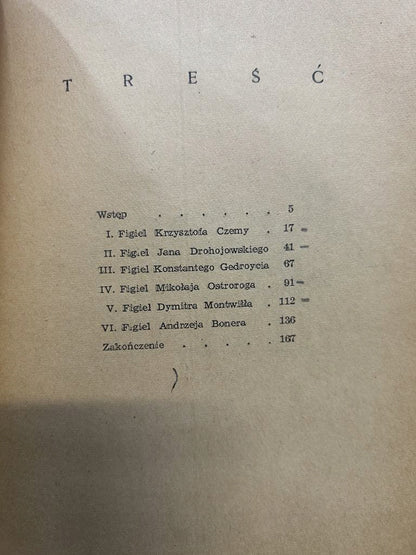 TREŚĆ
Wstęp . . . . . . 5
I. Figiel Krzysztofa Czemy . 17
II. Figiel Jana Drohojowskiego 41
III. Figiel Konstantego Gedroycia 67
IV. Figiel Mikołaja Ostroroga . 91
V. Figiel Dymitra Montwiłła . 112
VI. Figiel Andrzeja Bonera . 136
Zakończenie . . . . . 167